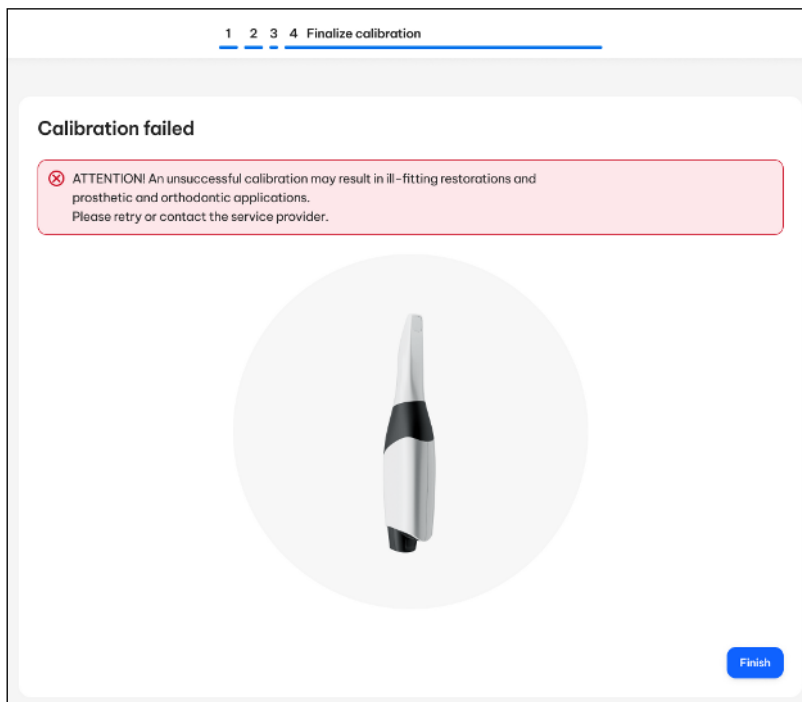 1 2 3 4 Finalize calibration
Calibration failed
ATTENTION! An unsuccessful calibration may result in ill-fitting restorations and
prosthetic and orthodontic applications.
Please retry or contact the service provider.
Finish